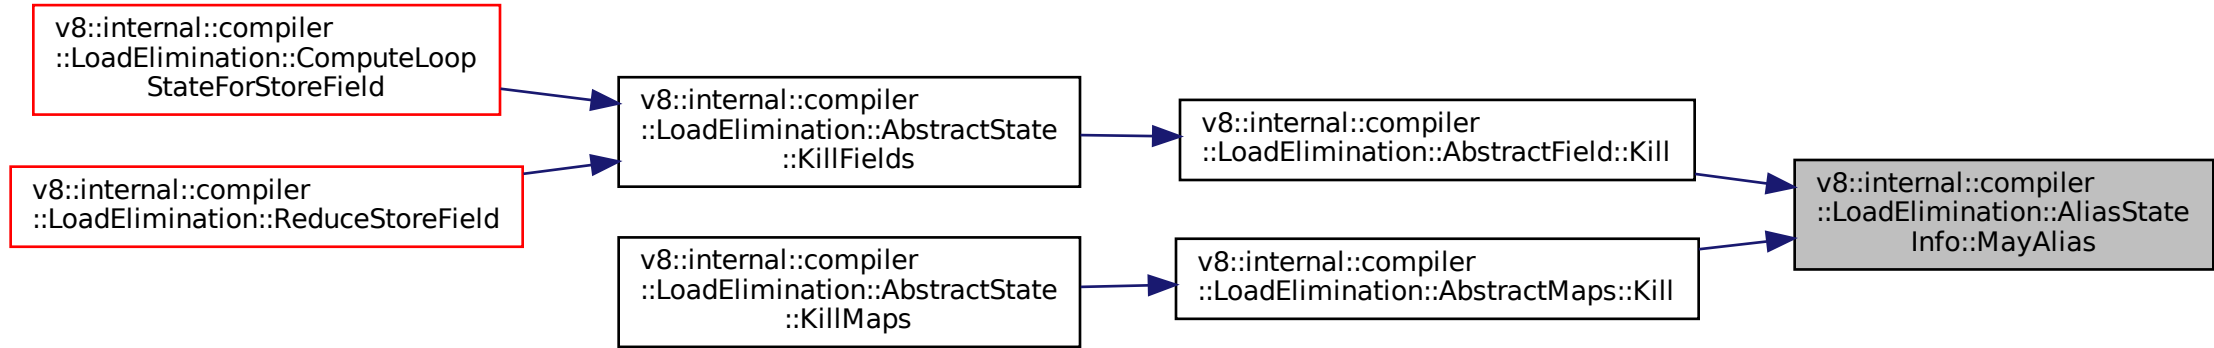 v8::internal::compiler
::LoadElimination::ComputeLoop
StateForStoreField
v8::internal::compiler
::LoadElimination::ReduceStoreField
v8::internal::compiler
::LoadElimination::AbstractState
::KillFields
v8::internal::compiler
::LoadElimination::AbstractState
::KillMaps
v8::internal::compiler
::LoadElimination::AbstractField::Kill
v8::internal::compiler
::LoadElimination::AbstractMaps::Kill
v8::internal::compiler
::LoadElimination::AliasState
Info::MayAlias